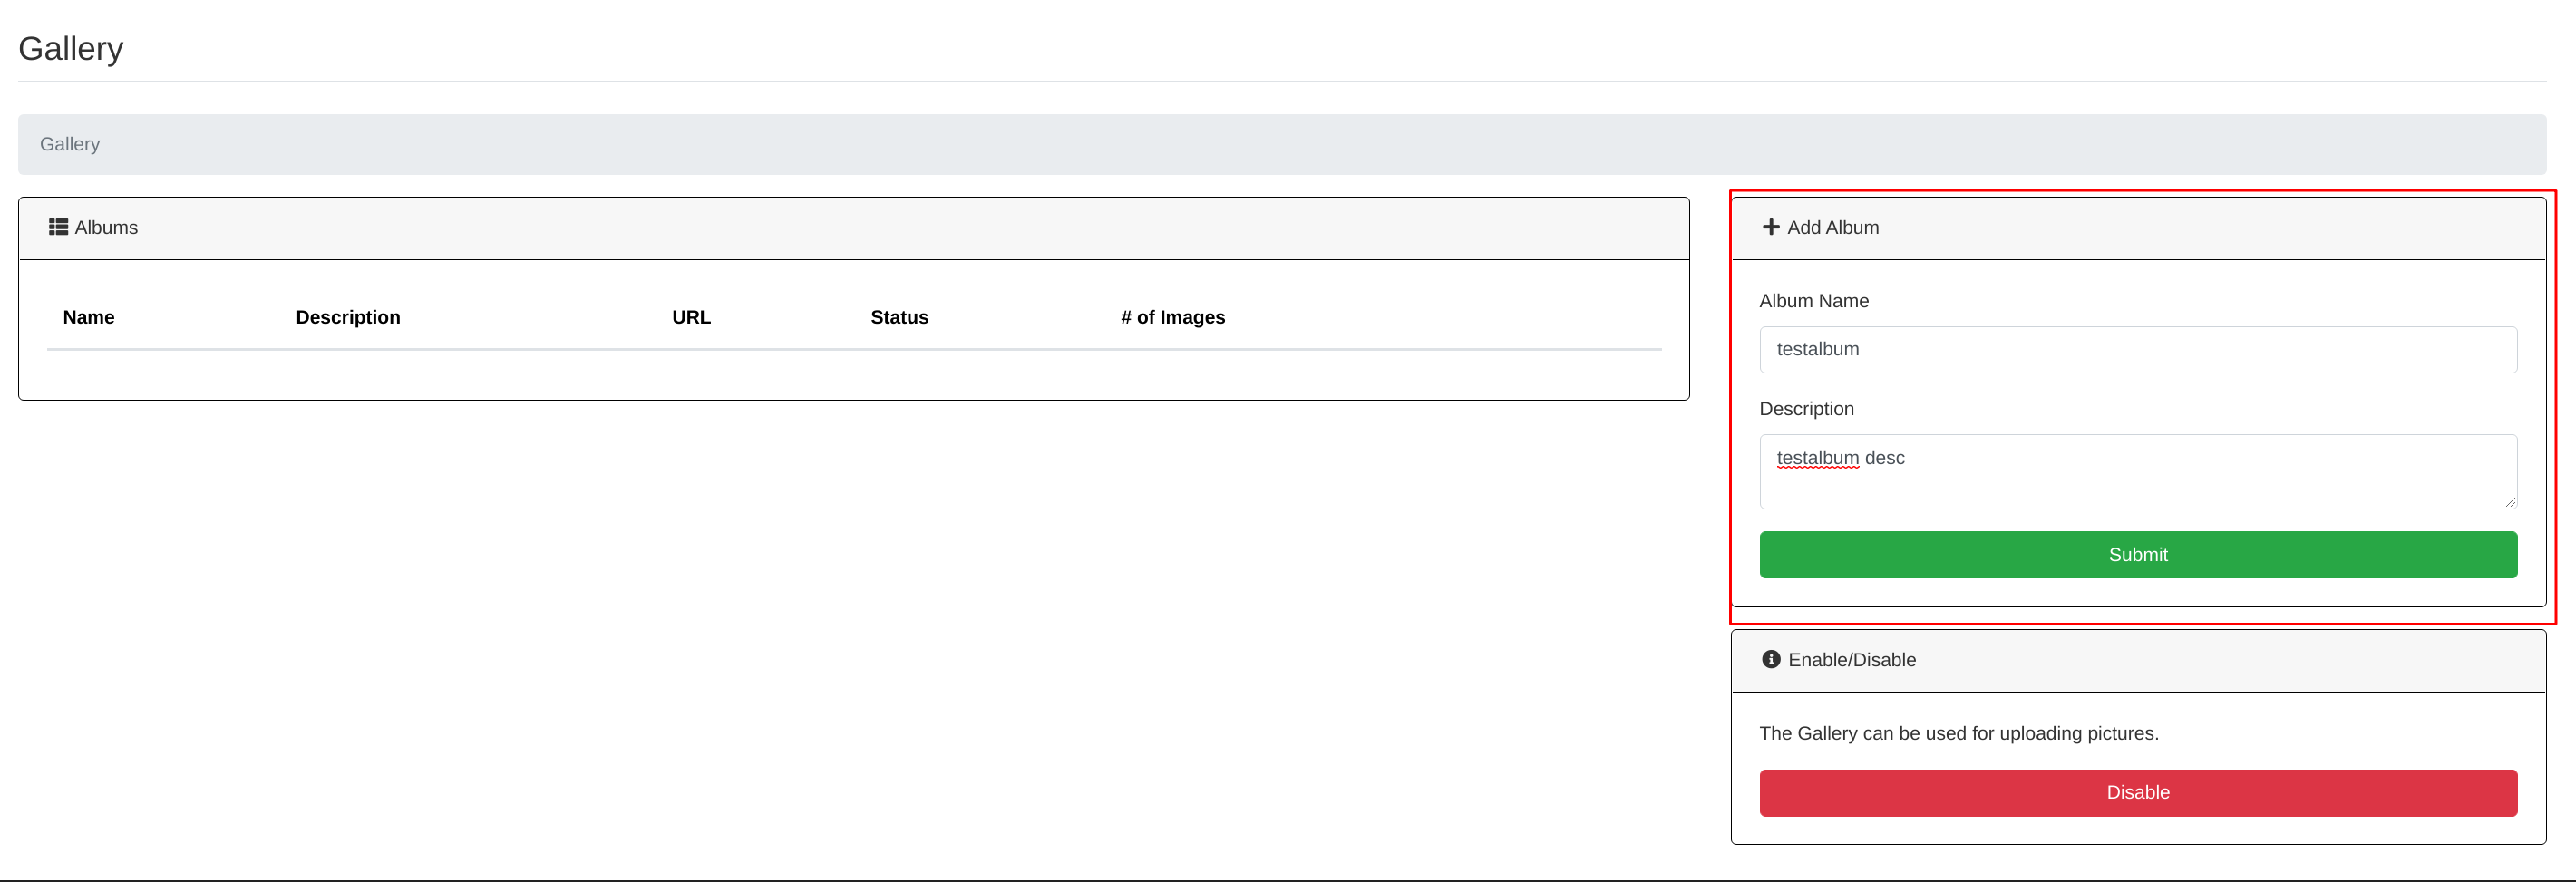 Gallery
Gallery
Albums
Name Description URL Status # of Images
Add Album
Album Name
testalbum
Description
testalbum desc
Submit
Enable/Disable
The Gallery can be used for uploading pictures.
Disable